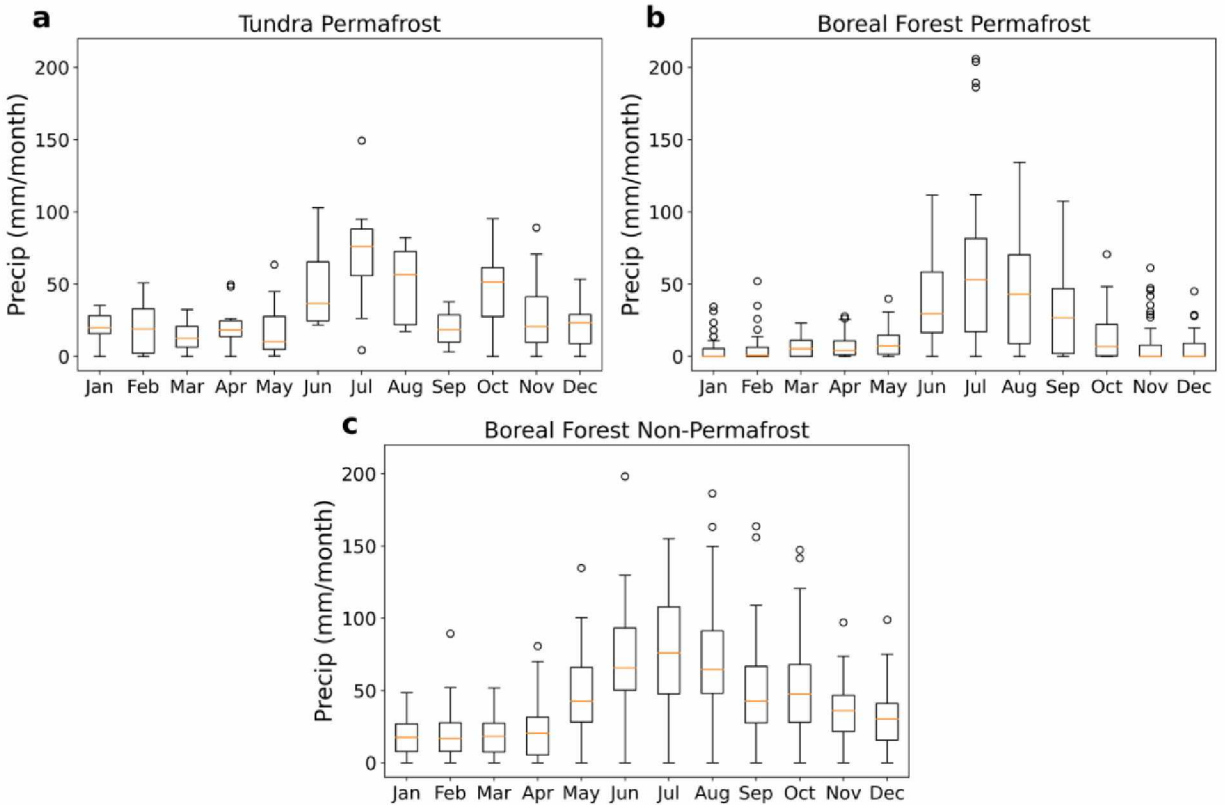 a
Tundra Permafrost
Precip (mm/month)
200
150
100
50
0
Jan Feb Mar Apr May Jun Jul Aug Sep Oct Nov Dec
b
Boreal Forest Permafrost
Precip (mm/month)
200
150
100
50
0
Jan Feb Mar Apr May Jun Jul Aug Sep Oct Nov Dec
c
Boreal Forest Non-Permafrost
Precip (mm/month)
200
150
100
50
0
Jan Feb Mar Apr May Jun Jul Aug Sep Oct Nov Dec